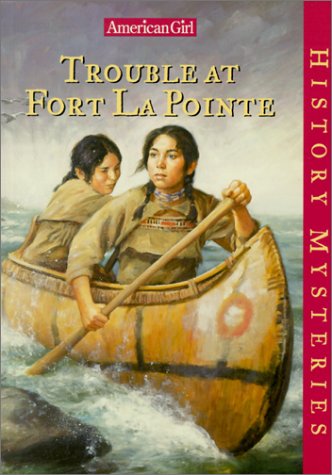 American Girl
TROUBLE AT
FORT LA POINTE
HISTORY MYSTERIES